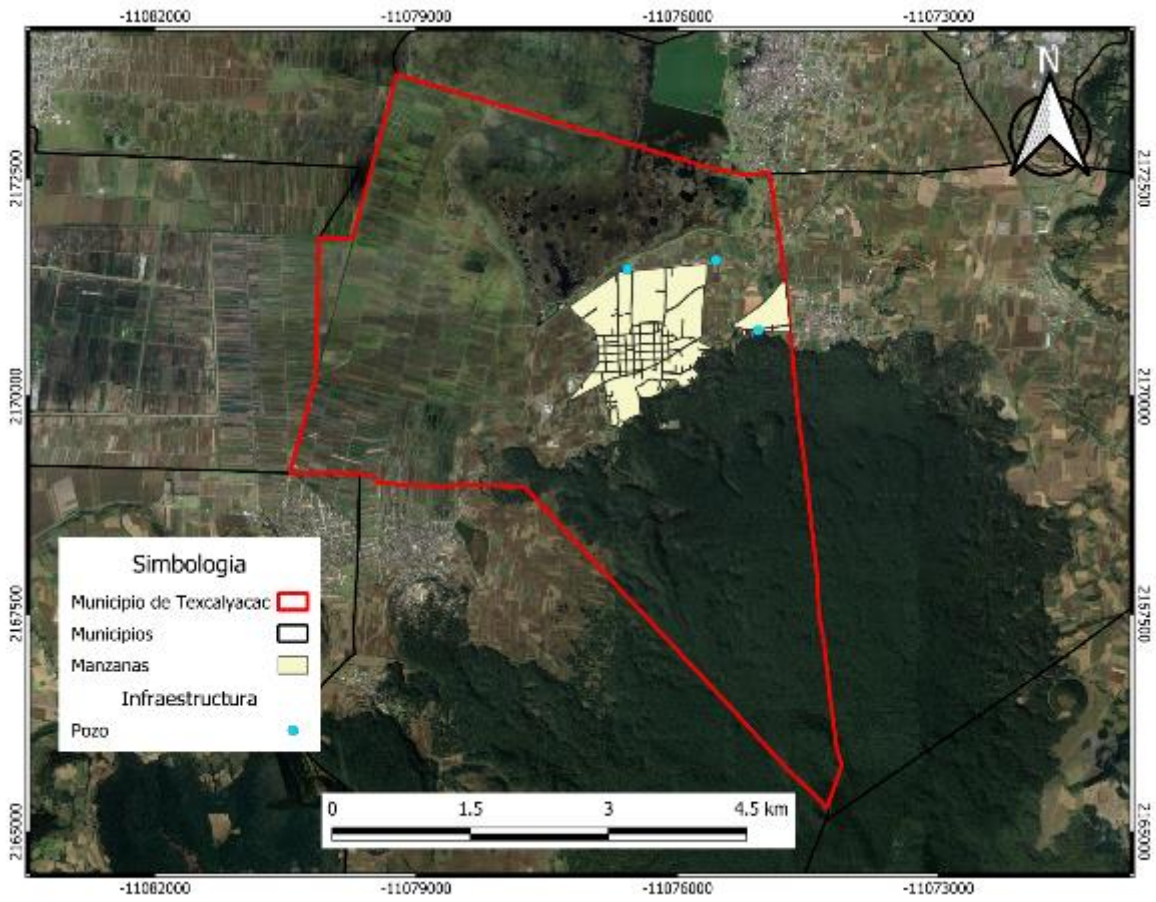 -11082000 -11079000 -11076000 -11073000
N
2172500 2172500
2170000 2170000
Simbologia
Municipio de Texcalyacac
Municipios
Manzanas
Infraestructura
Pozo
2167500 2167500
0 1.5 3 4.5 km
2165000 2165000
-11082000 -11079000 -11076000 -11073000